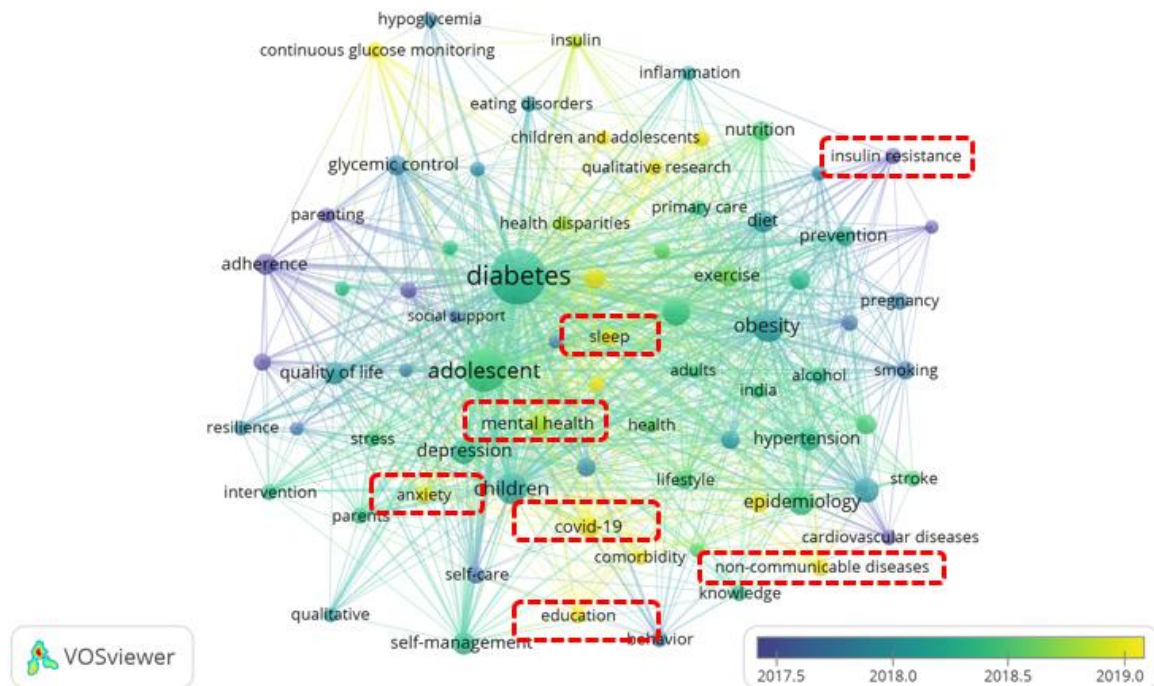 hypoglycemia
continuous glucose monitoring
insulin
inflammation
eating disorders
children and adolescents
nutrition
glycemic control
qualitative research
insulin resistance
parenting
health disparities
primary care
diet
prevention
adherence
diabetes
exercise
social support
pregnancy
sleep
obesity
quality of life
adolescent
adults
alcohol
smoking
india
resilience
stress
mental health
health
hypertension
depression
intervention
anxiety
children
lifestyle
epidemiology
stroke
parents
covid-19
cardiovascular diseases
comorbidity
non-communicable diseases
self-care
knowledge
qualitative
education
self-management
behavior
VOSviewer
2017.5 2018.0 2018.5 2019.0